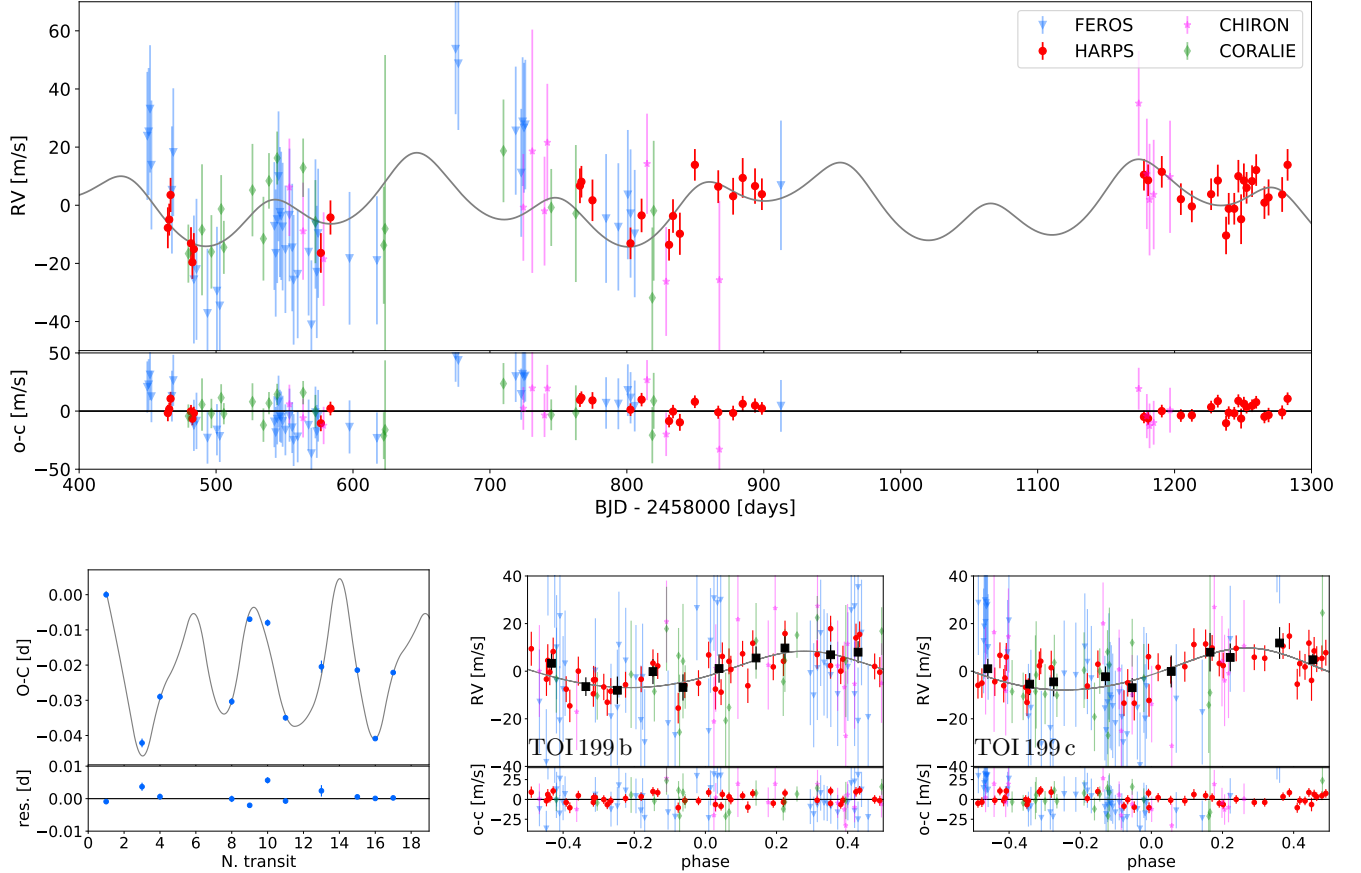 60
40
20
0
−20
−40
RV [m/s]
FEROS
HARPS
CHIRON
CORALIE
50
0
−50
o-c [m/s]
400 500 600 700 800 900 1000 1100 1200 1300
BJD - 2458000 [days]
0.00
−0.01
−0.02
−0.03
−0.04
O-C [d]
0.01
0.00
−0.01
res. [d]
0 2 4 6 8 10 12 14 16 18
N. transit
40
20
0
−20
−40
RV [m/s]
TOI 199 b
25
0
−25
o-c [m/s]
−0.4 −0.2 0.0 0.2 0.4
phase
40
20
0
−20
−40
RV [m/s]
TOI 199 c
25
0
−25
o-c [m/s]
−0.4 −0.2 0.0 0.2 0.4
phase